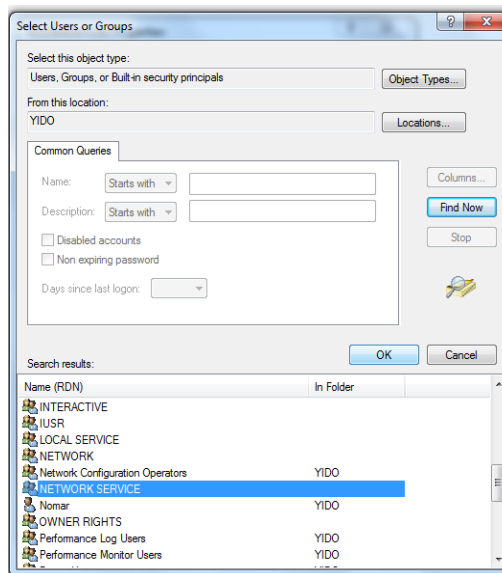 Select Users or Groups
Select this object type:
Users, Groups, or Built-in security principals
Object Types...
From this location:
YIDO
Locations...
Common Queries
Name:
Starts with
Columns...
Description:
Starts with
Find Now
Disabled accounts
Stop
Non expiring password
Days since last logon:
OK
Cancel
Search results:
Name (RDN) In Folder
INTERACTIVE
IUSR
LOCAL SERVICE
NETWORK
Network Configuration Operators YIDO
NETWORK SERVICE
Nomar YIDO
OWNER RIGHTS
Performance Log Users YIDO
Performance Monitor Users YIDO